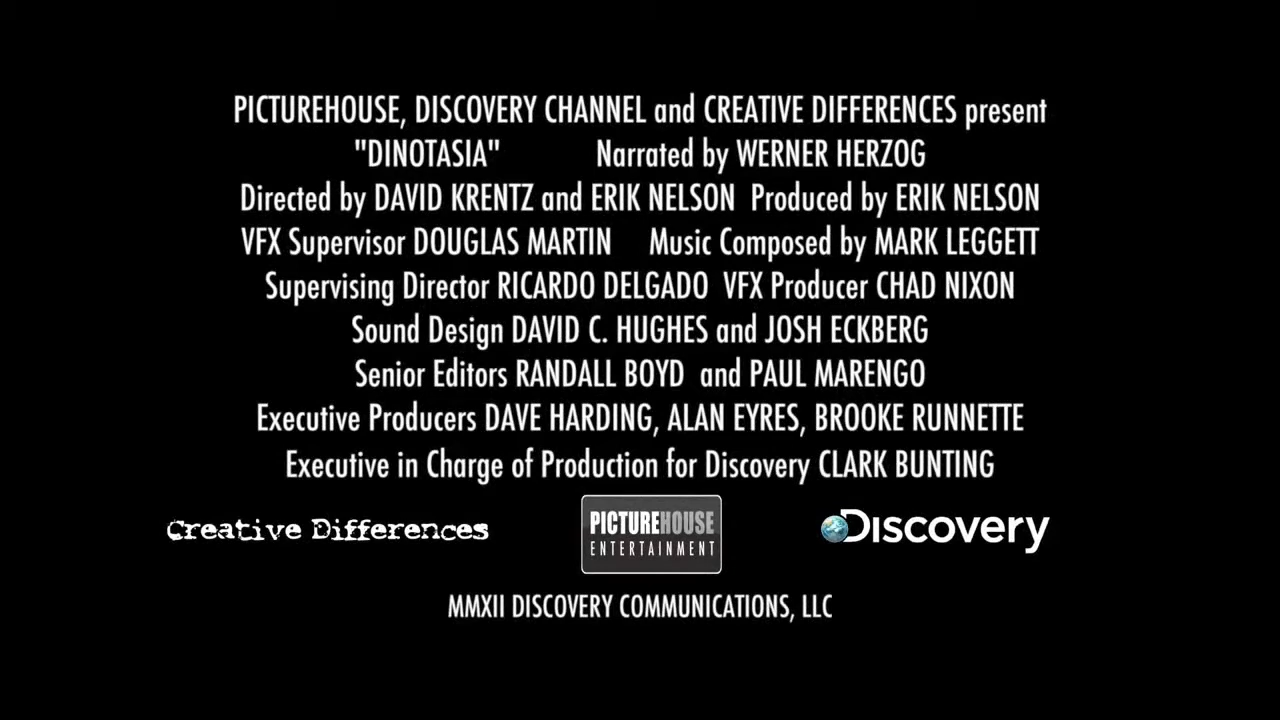 PICTUREHOUSE, DISCOVERY CHANNEL and CREATIVE DIFFERENCES present
"DINOTASIA" Narrated by WERNER HERZOG
Directed by DAVID KRENTZ and ERIK NELSON Produced by ERIK NELSON
VFX Supervisor DOUGLAS MARTIN Music Composed by MARK LEGGETT
Supervising Director RICARDO DELGADO VFX Producer CHAD NIXON
Sound Design DAVID C. HUGHES and JOSH ECKBERG
Senior Editors RANDALL BOYD and PAUL MARENGO
Executive Producers DAVE HARDING, ALAN EYRES, BROOKE RUNNETTE
Executive in Charge of Production for Discovery CLARK BUNTING
Creative Differences
PICTUREHOUSE
ENTERTAINMENT
Discovery
MMXII DISCOVERY COMMUNICATIONS, LLC